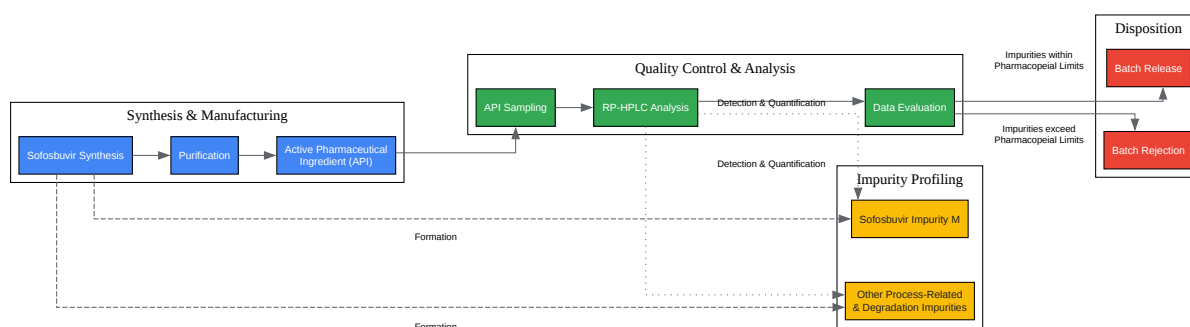 Disposition
Impurities within
Pharmacopeial Limits
Batch Release
Quality Control & Analysis
API Sampling
RP-HPLC Analysis
Detection & Quantification
Data Evaluation
Impurities exceed
Pharmacopeial Limits
Batch Rejection
Synthesis & Manufacturing
Sofosbuvir Synthesis
Purification
Active Pharmaceutical
Ingredient (API)
Detection & Quantification
Impurity Profiling
Sofosbuvir Impurity M
Formation
Other Process-Related
& Degradation Impurities
Formation